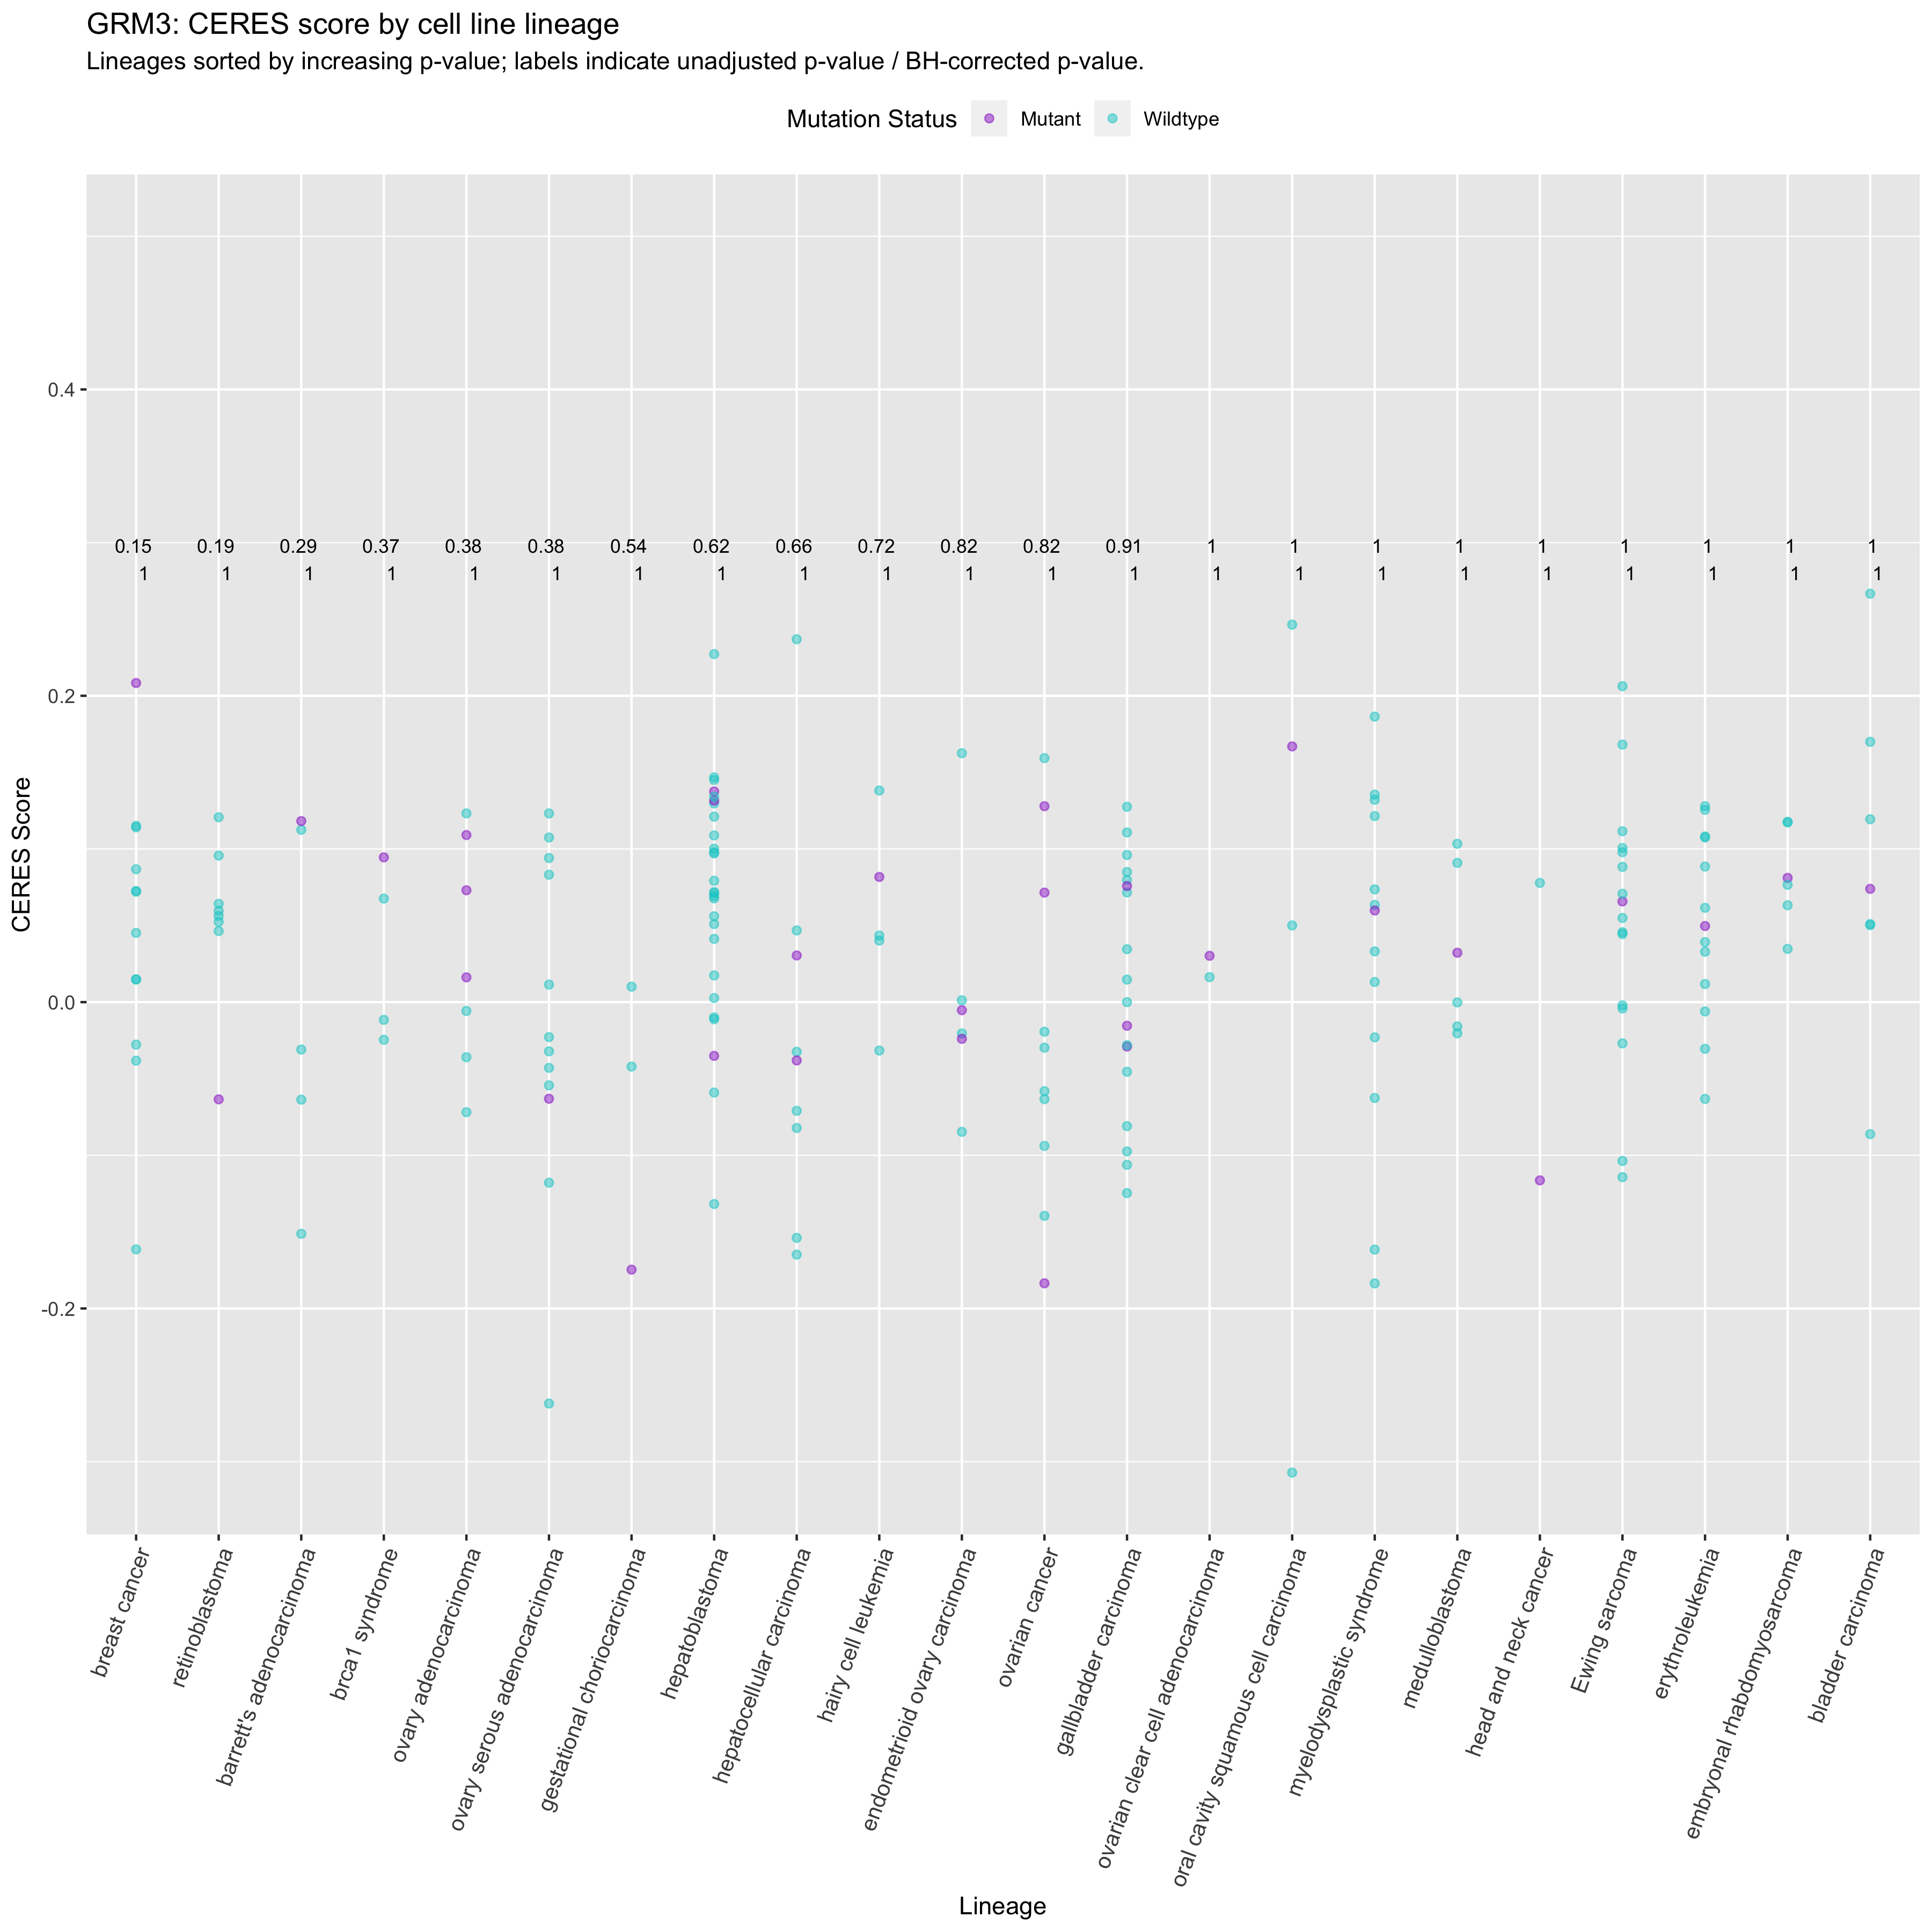 GRM3: CERES score by cell line lineage
Lineages sorted by increasing p-value; labels indicate unadjusted p-value / BH-corrected p-value.
Mutation Status Mutant Wildtype
CERES Score
0.4
0.2
0.0
-0.2
0.15 0.19 0.29 0.37 0.38 0.38 0.54 0.62 0.66 0.72 0.82 0.82 0.91 1 1 1 1 1 1 1 1 1
1 1 1 1 1 1 1 1 1 1 1 1 1 1 1 1 1 1 1 1 1 1
breast cancer
retinoblastoma
barrett's adenocarcinoma
brca1 syndrome
ovary adenocarcinoma
ovary serous adenocarcinoma
gestational choriocarcinoma
hepatoblastoma
hepatocellular carcinoma
hairy cell leukemia
endometrioid ovary carcinoma
ovarian cancer
gallbladder carcinoma
ovarian clear cell adenocarcinoma
oral cavity squamous cell carcinoma
myelodysplastic syndrome
medulloblastoma
head and neck cancer
Ewing sarcoma
erythroleukemia
embryonal rhabdomyosarcoma
bladder carcinoma
Lineage